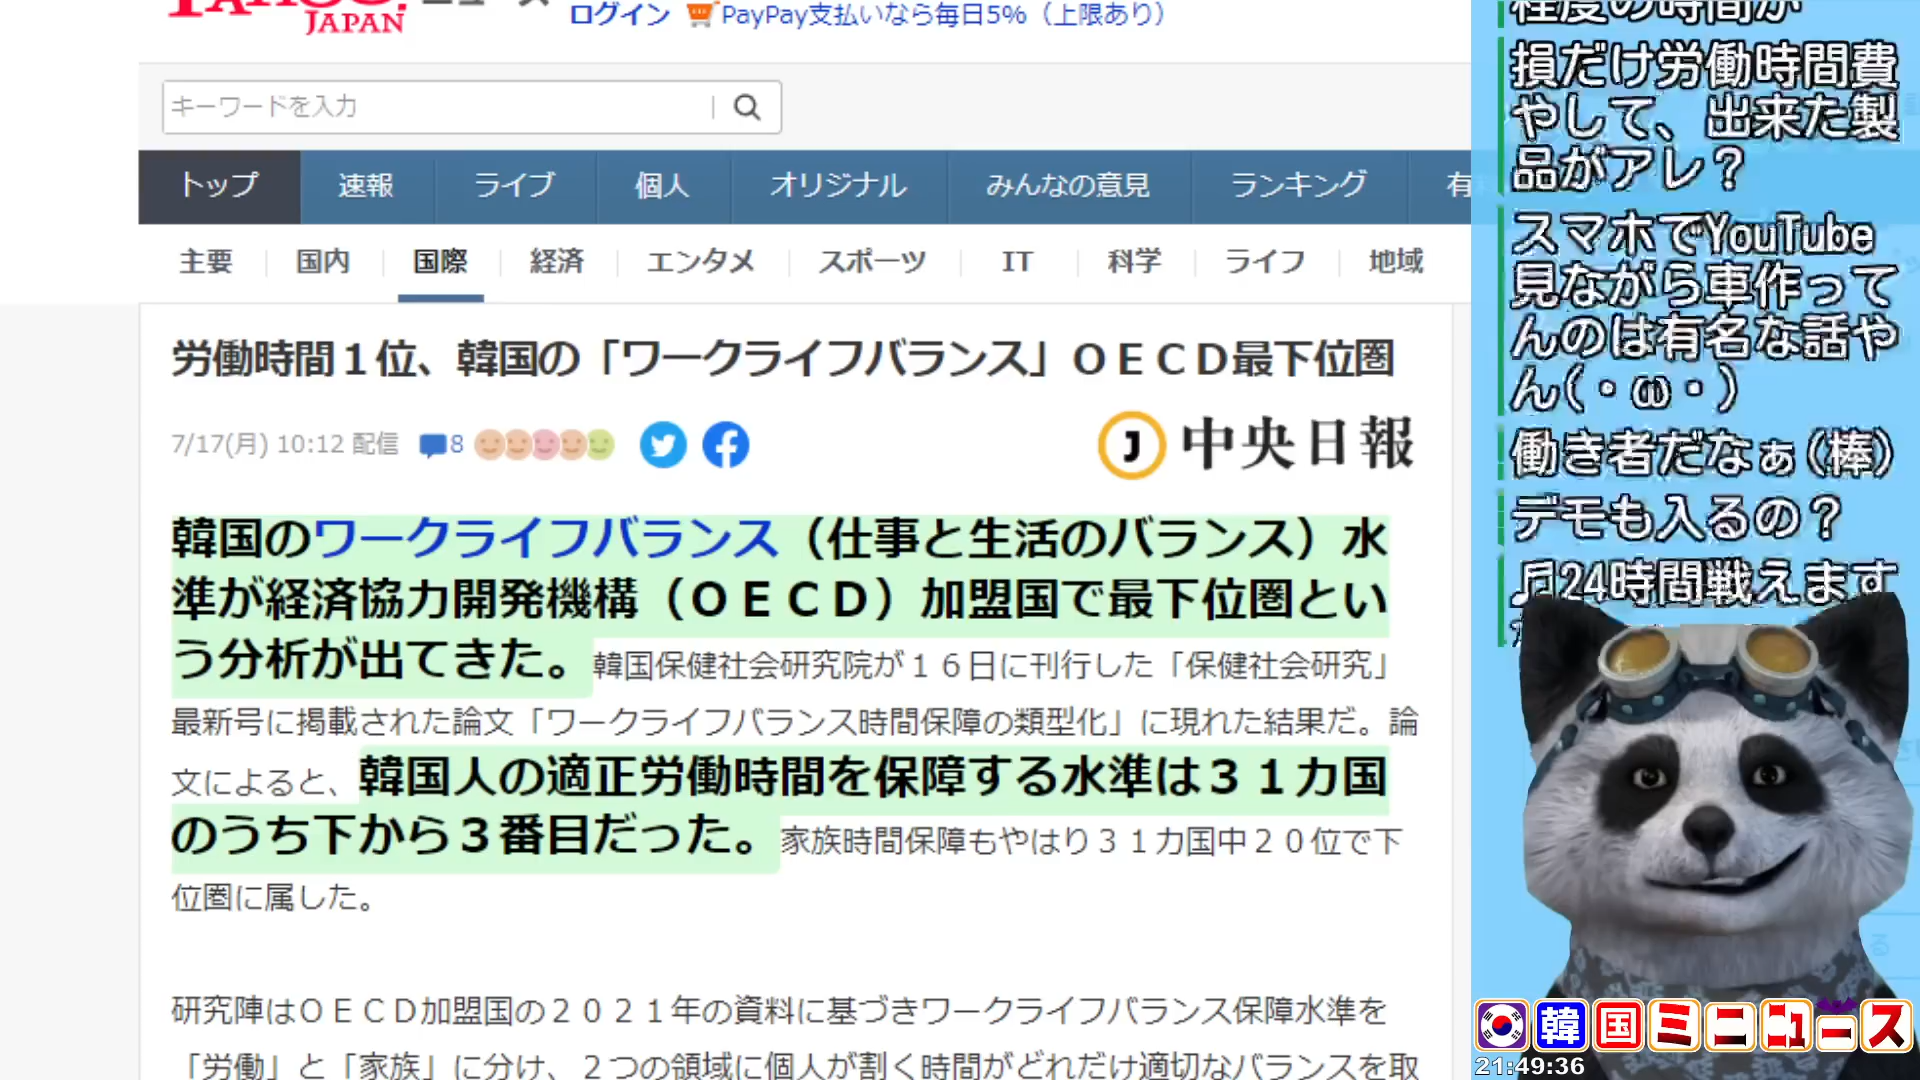 YAHOO! ニュース
JAPAN
ログイン PayPay支払いなら毎日5%（上限あり）
キーワードを入力
トップ 速報 ライブ 個人 オリジナル みんなの意見 ランキング 有
主要 国内 国際 経済 エンタメ スポーツ IT 科学 ライフ 地域
労働時間１位、韓国の「ワークライフバランス」ＯＥＣＤ最下位圏
7/17(月) 10:12 配信 8
J 中央日報
韓国のワークライフバランス（仕事と生活のバランス）水
準が経済協力開発機構（ＯＥＣＤ）加盟国で最下位圏とい
う分析が出てきた。韓国保健社会研究院が１６日に刊行した「保健社会研究」
最新号に掲載された論文「ワークライフバランス時間保障の類型化」に現れた結果だ。論
文によると、韓国人の適正労働時間を保障する水準は３１カ国
のうち下から３番目だった。家族時間保障もやはり３１カ国中２０位で下
位圏に属した。
研究陣はＯＥＣＤ加盟国の２０２１年の資料に基づきワークライフバランス保障水準を
「労働」と「家族」に分け、２つの領域に個人が割く時間がどれだけ適切なバランスを取
程度の時間か
損だけ労働時間費
やして、出来た製
品がアレ？
スマホでYouTube
見ながら車作って
んのは有名な話や
ん(・ω・)
働き者だなぁ(棒)
デモも入るの？
♬24時間戦えます
韓国ミニニュース
21:49:36